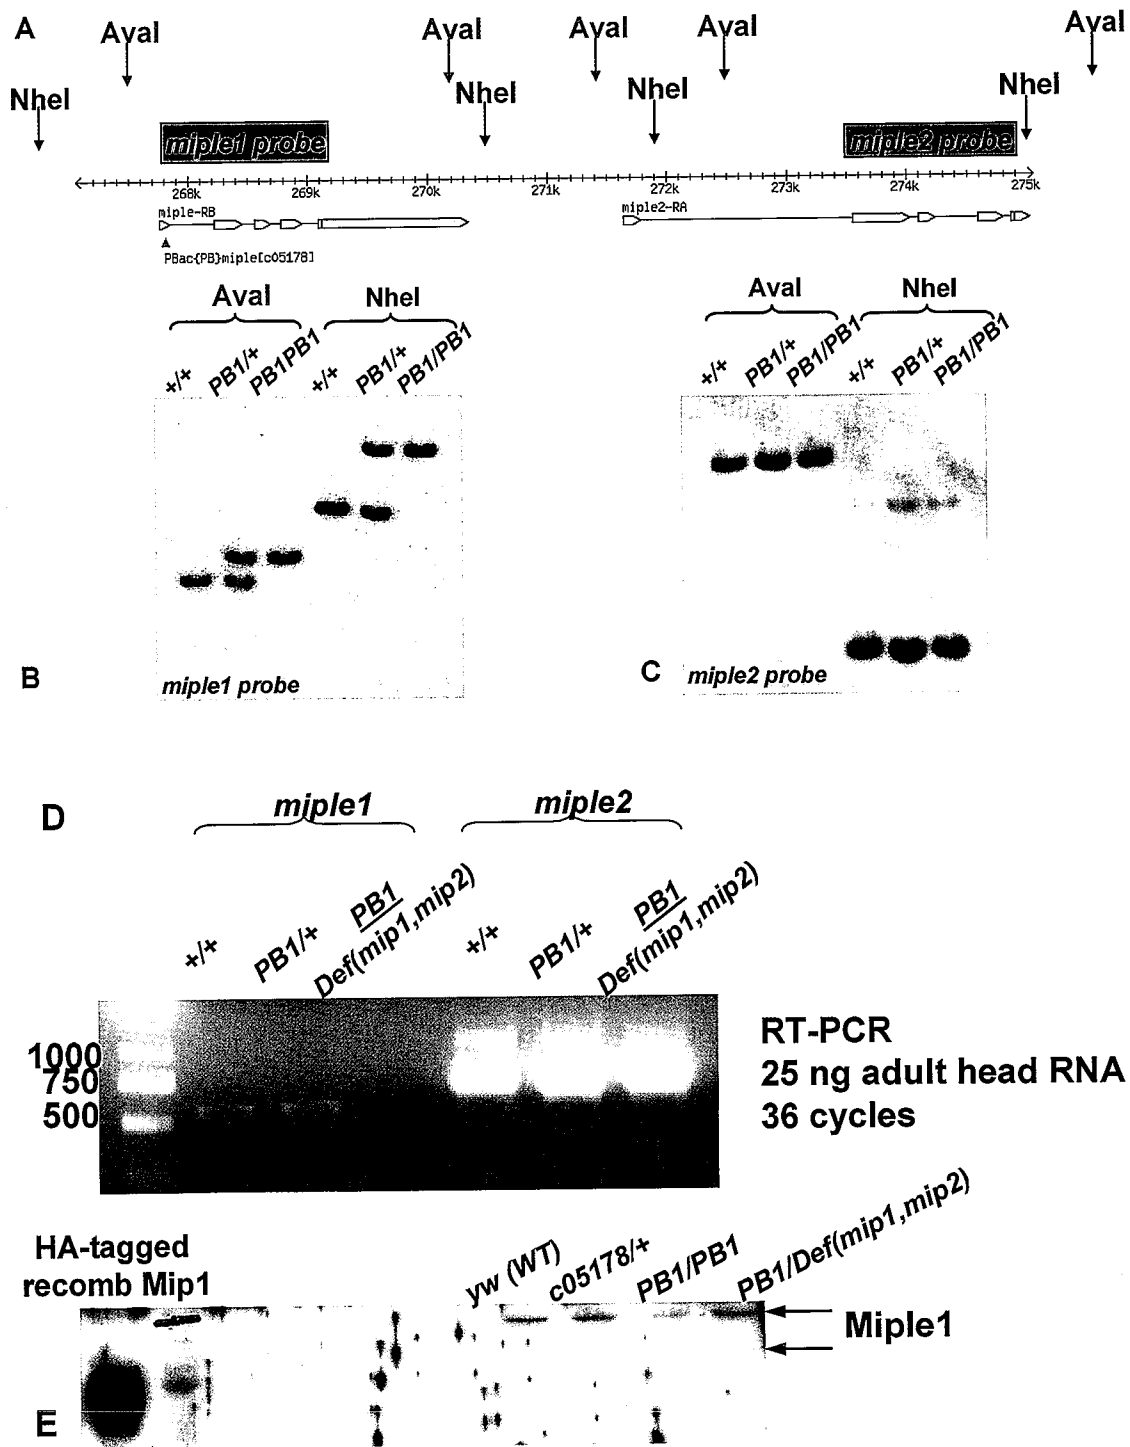 A
AvaI
AvaI
AvaI
AvaI
AvaI
NheI
NheI
NheI
NheI
miple1 probe
miple2 probe
268k
269k
270k
271k
272k
273k
274k
275k
miple-RB
miple2-RA
PBac{PB}miple[c05178]
AvaI
NheI
+/+
PB1/+
PB1PB1
+/+
PB1/+
PB1/PB1
B
miple1 probe
AvaI
NheI
+/+
PB1/+
PB1/PB1
+/+
PB1/+
PB1/PB1
C
miple2 probe
D
miple1
miple2
+/+
PB1/+
PB1
Def(mip1,mip2)
+/+
PB1/+
PB1
Def(mip1,mip2)
1000
750
500
RT-PCR
25 ng adult head RNA
36 cycles
HA-tagged
recomb Mip1
yw (WT)
c05178/+
PB1/PB1
PB1/Def(mip1,mip2)
Miple1
E